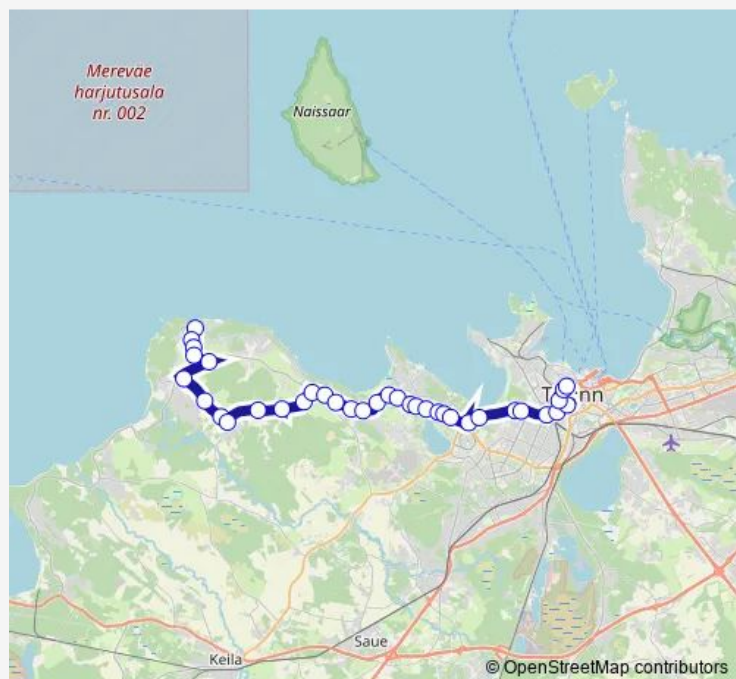 Mereväe
harjutusala
nr. 002
Naissaar
Saue
Keila
© OpenStreetMap contributors